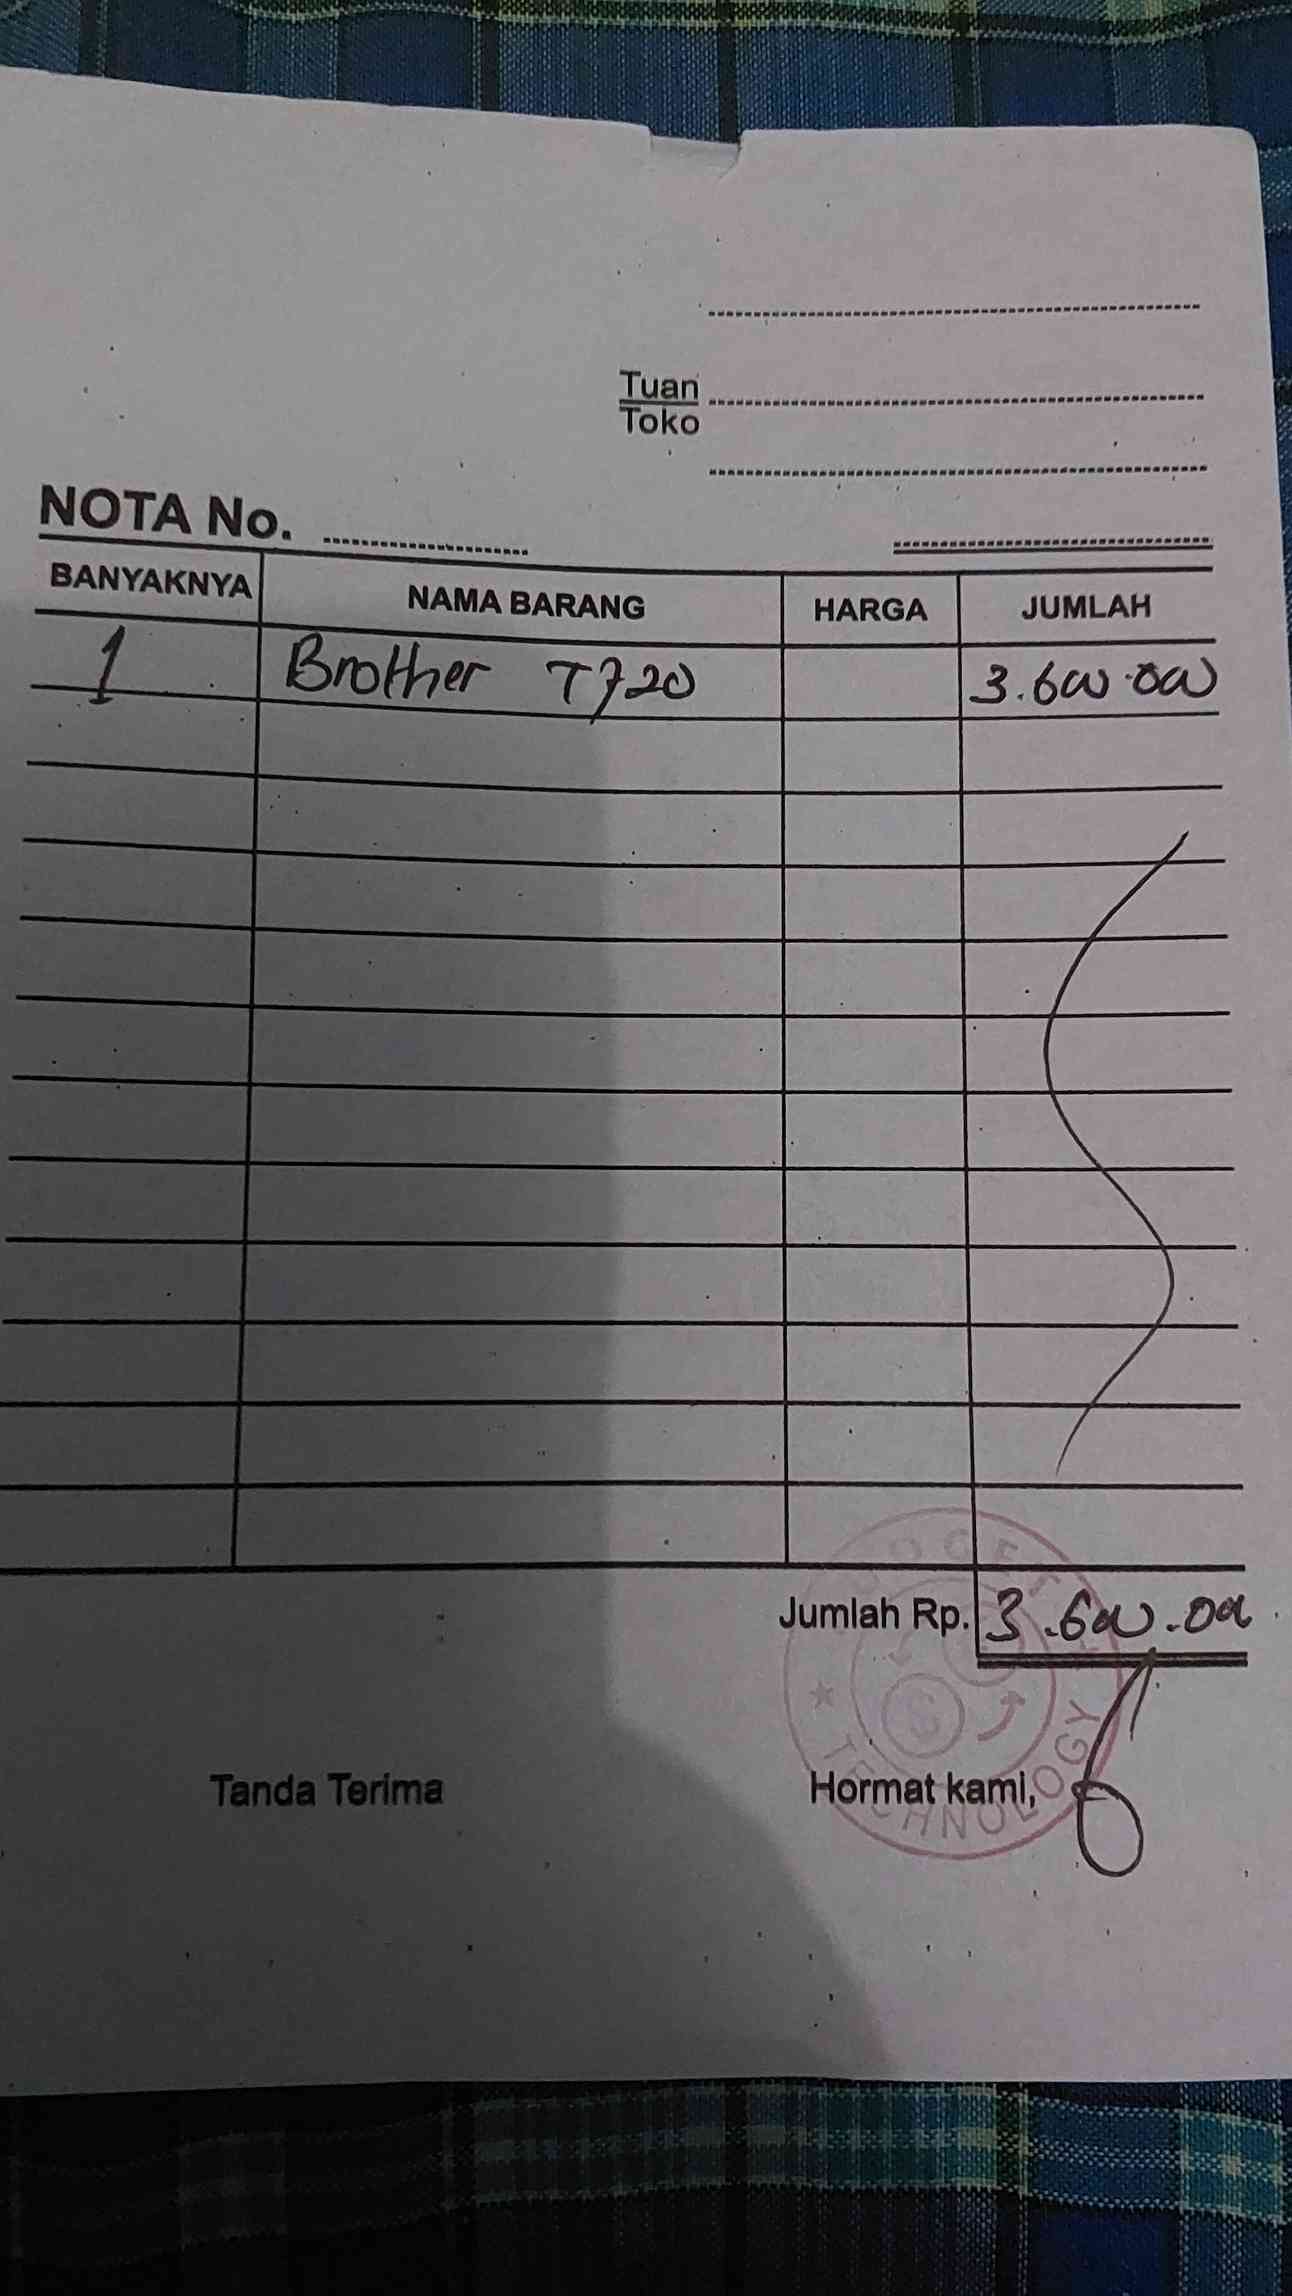 Tuan
Toko
NOTA No.
BANYAKNYA NAMA BARANG HARGA JUMLAH
1 Brother T720 3.600.000
Jumlah Rp. 3.600.000
Tanda Terima Hormat kami,
TECHNOLOGY